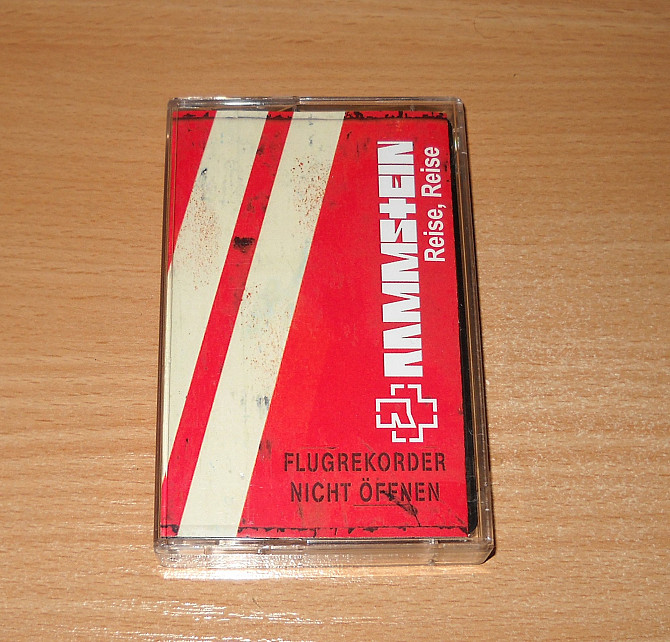 RAMMSTEIN
Reise, Reise
FLUGREKORDER
NICHT ÖFFNEN